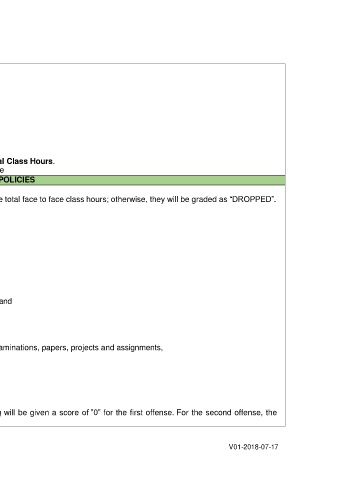 Class Hours.
POLICIES
total face to face class hours; otherwise, they will be graded as “DROPPED”.
and
papers, projects and assignments,
will be given a score of ”0” for the first offense. For the second offense, the
V01-2018-07-17